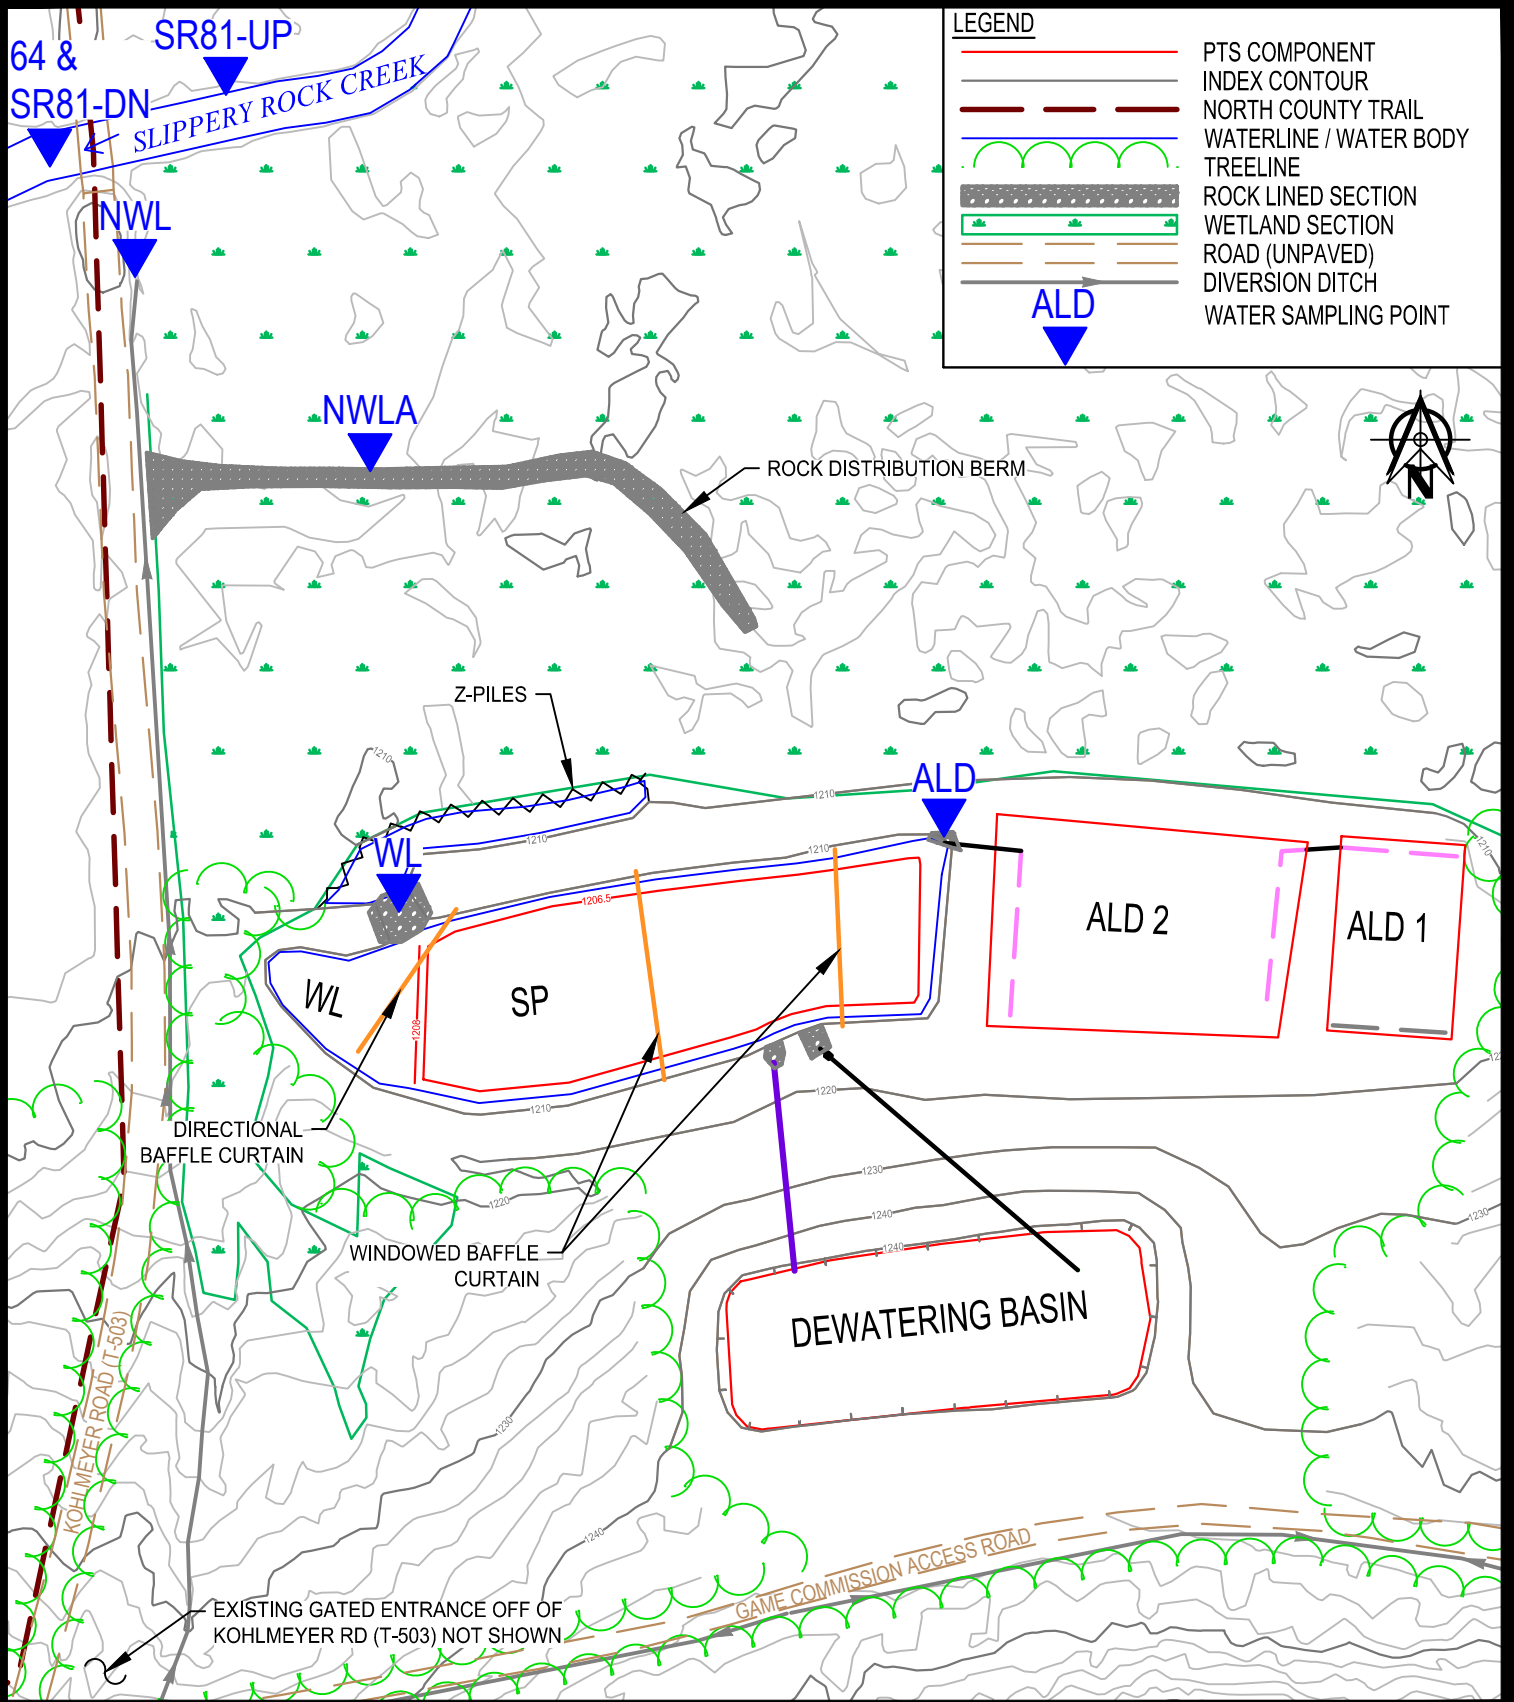 64 &
SR81-DN
SR81-UP
SLIPPERY ROCK CREEK
LEGEND
PTS COMPONENT
INDEX CONTOUR
NORTH COUNTY TRAIL
WATERLINE / WATER BODY
TREELINE
ROCK LINED SECTION
WETLAND SECTION
ROAD (UNPAVED)
DIVERSION DITCH
ALD
WATER SAMPLING POINT
NWL
NWLA
ROCK DISTRIBUTION BERM
N
Z-PILES
1210
1210
ALD
1210
1210
1210
WL
1206.5
ALD 2
ALD 1
WL
SP
1208
1210
1220
122
DIRECTIONAL
BAFFLE CURTAIN
1220
1230
1230
1240
1240
WINDOWED BAFFLE
CURTAIN
DEWATERING BASIN
KOHLMEYER ROAD (T-503)
1230
1240
GAME COMMISSION ACCESS ROAD
EXISTING GATED ENTRANCE OFF OF
KOHLMEYER RD (T-503) NOT SHOWN